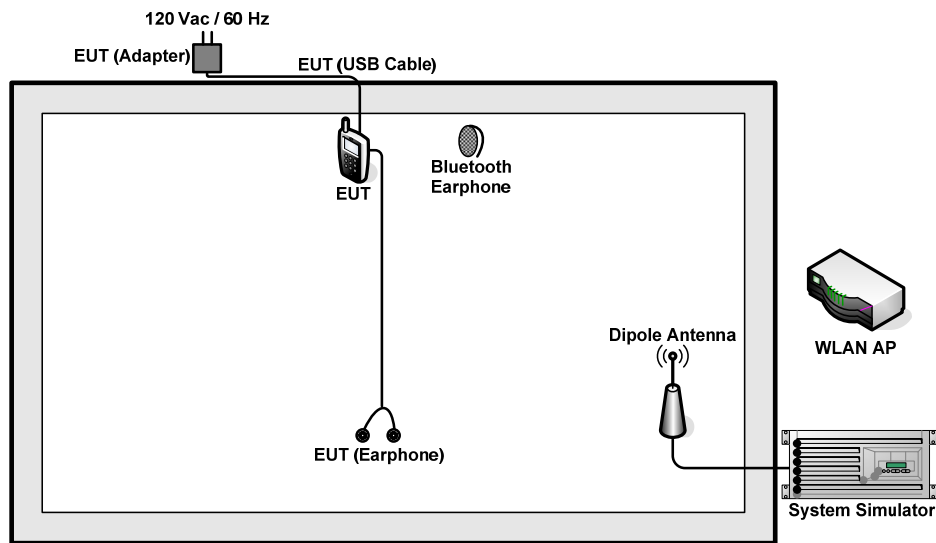 120 Vac / 60 Hz
EUT (Adapter)
EUT (USB Cable)
EUT
Bluetooth
Earphone
Dipole Antenna
WLAN AP
EUT (Earphone)
System Simulator